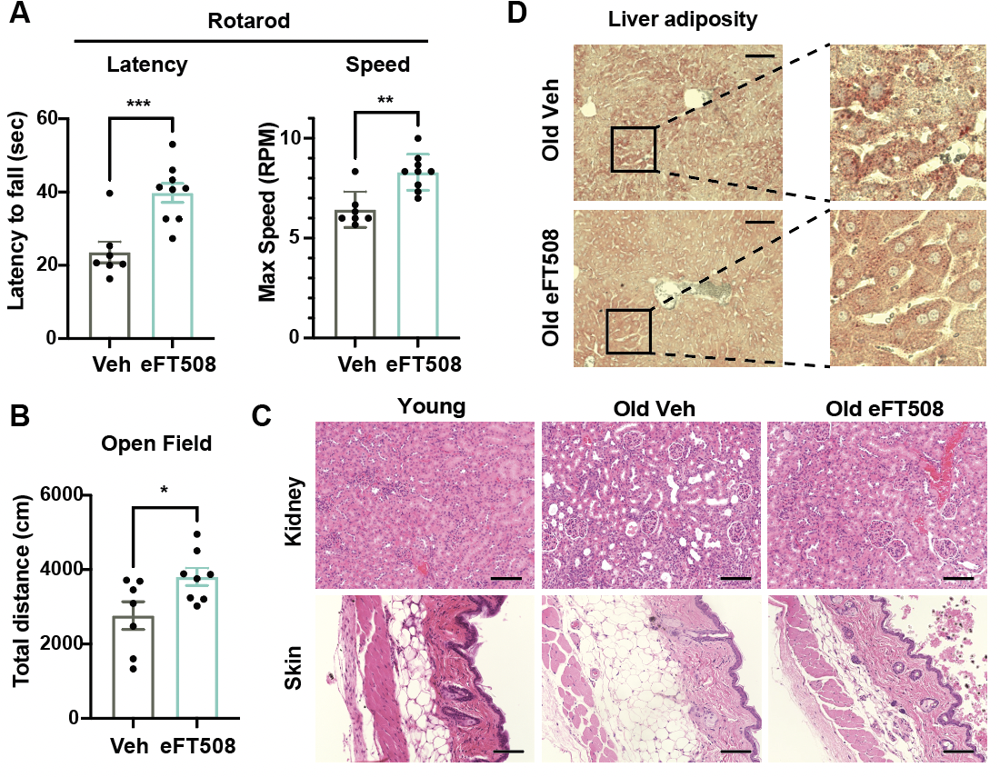 A
Rotarod
Latency
Speed
Latency to fall (sec)
60
40
20
0
***
Veh eFT508
Max Speed (RPM)
10
5
0
**
Veh eFT508
D
Liver adiposity
Old Veh
Old eFT508
B
Open Field
Total distance (cm)
6000
4000
2000
0
*
Veh eFT508
C
Young
Old Veh
Old eFT508
Kidney
Skin